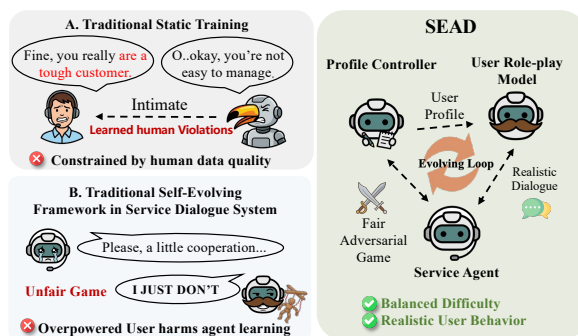 A. Traditional Static Training
Fine, you really are a
tough customer.
O..okay, you're not
easy to manage.
Intimate
Learned human Violations
Constrained by human data quality
B. Traditional Self-Evolving
Framework in Service Dialogue System
Please, a little cooperation...
Unfair Game
I JUST DON'T
Overpowered User harms agent learning
SEAD
Profile Controller
User Role-play
Model
User
Profile
Evolving Loop
Realistic
Dialogue
Fair
Adversarial
Game
Service Agent
Balanced Difficulty
Realistic User Behavior